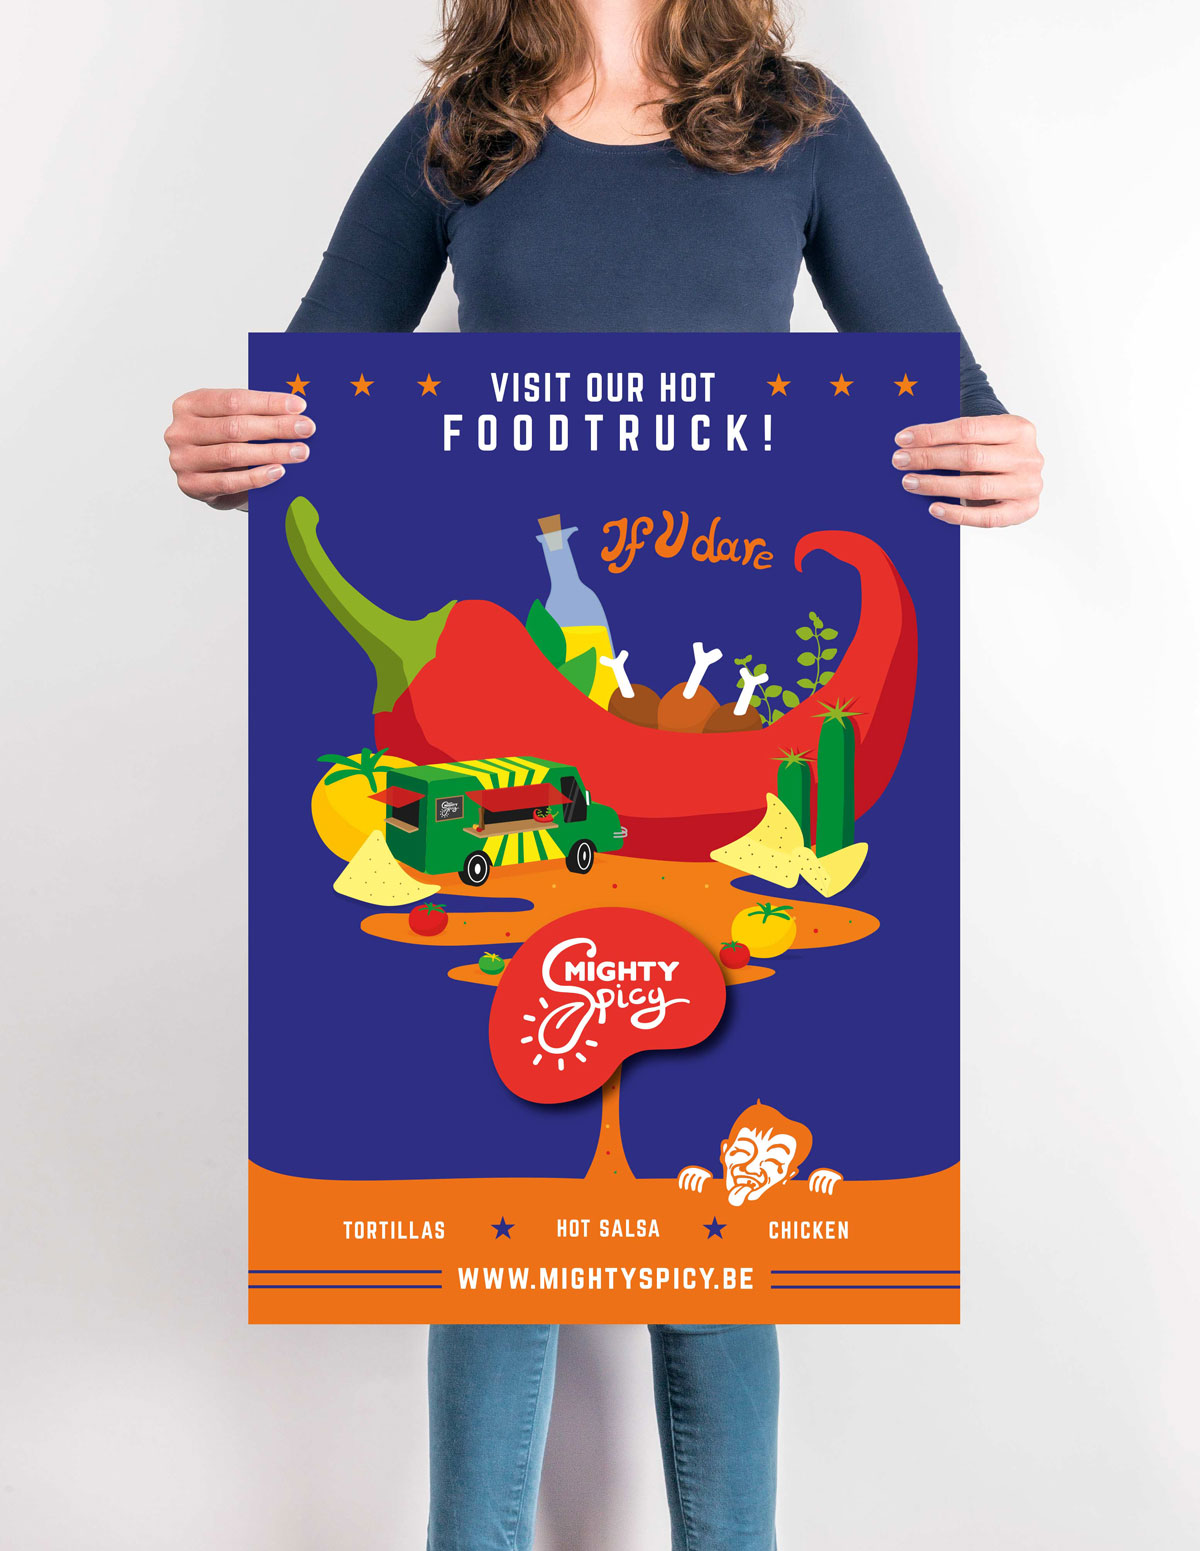 VISIT OUR HOT
FOODTRUCK!
If U dare
MIGHTY
Spicy
TORTILLAS ★ HOT SALSA ★ CHICKEN
WWW.MIGHTYSPICY.BE